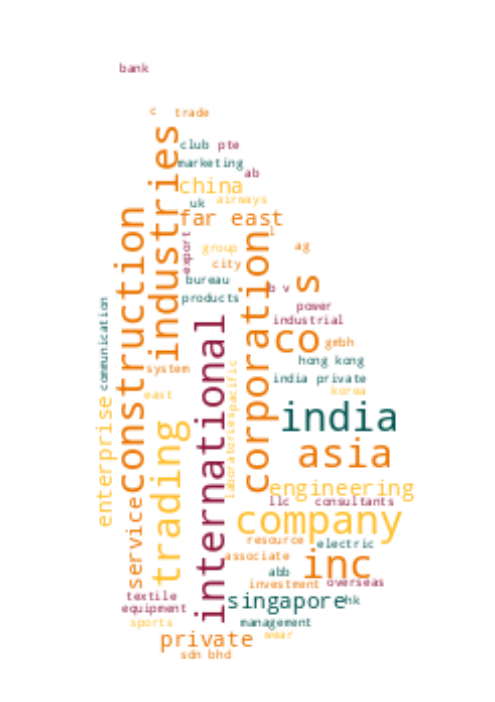 bank
c trade
industries
club pte
marketing
ab
china
uk airways
construction
far east
export
l
corporation
group
ag
city
bureau
s
b v
products
communication
power
international
industrial
co
gmbh
hong kong
system
pacific
india private
east
korea
enterprise
india
laboratories
trading
asia
engineering
service
llc consultants
company
resource electric
associate
inc
abb
investment overseas
textile
singapore hk
equipment
sports
management
private
wear
sdn bhd